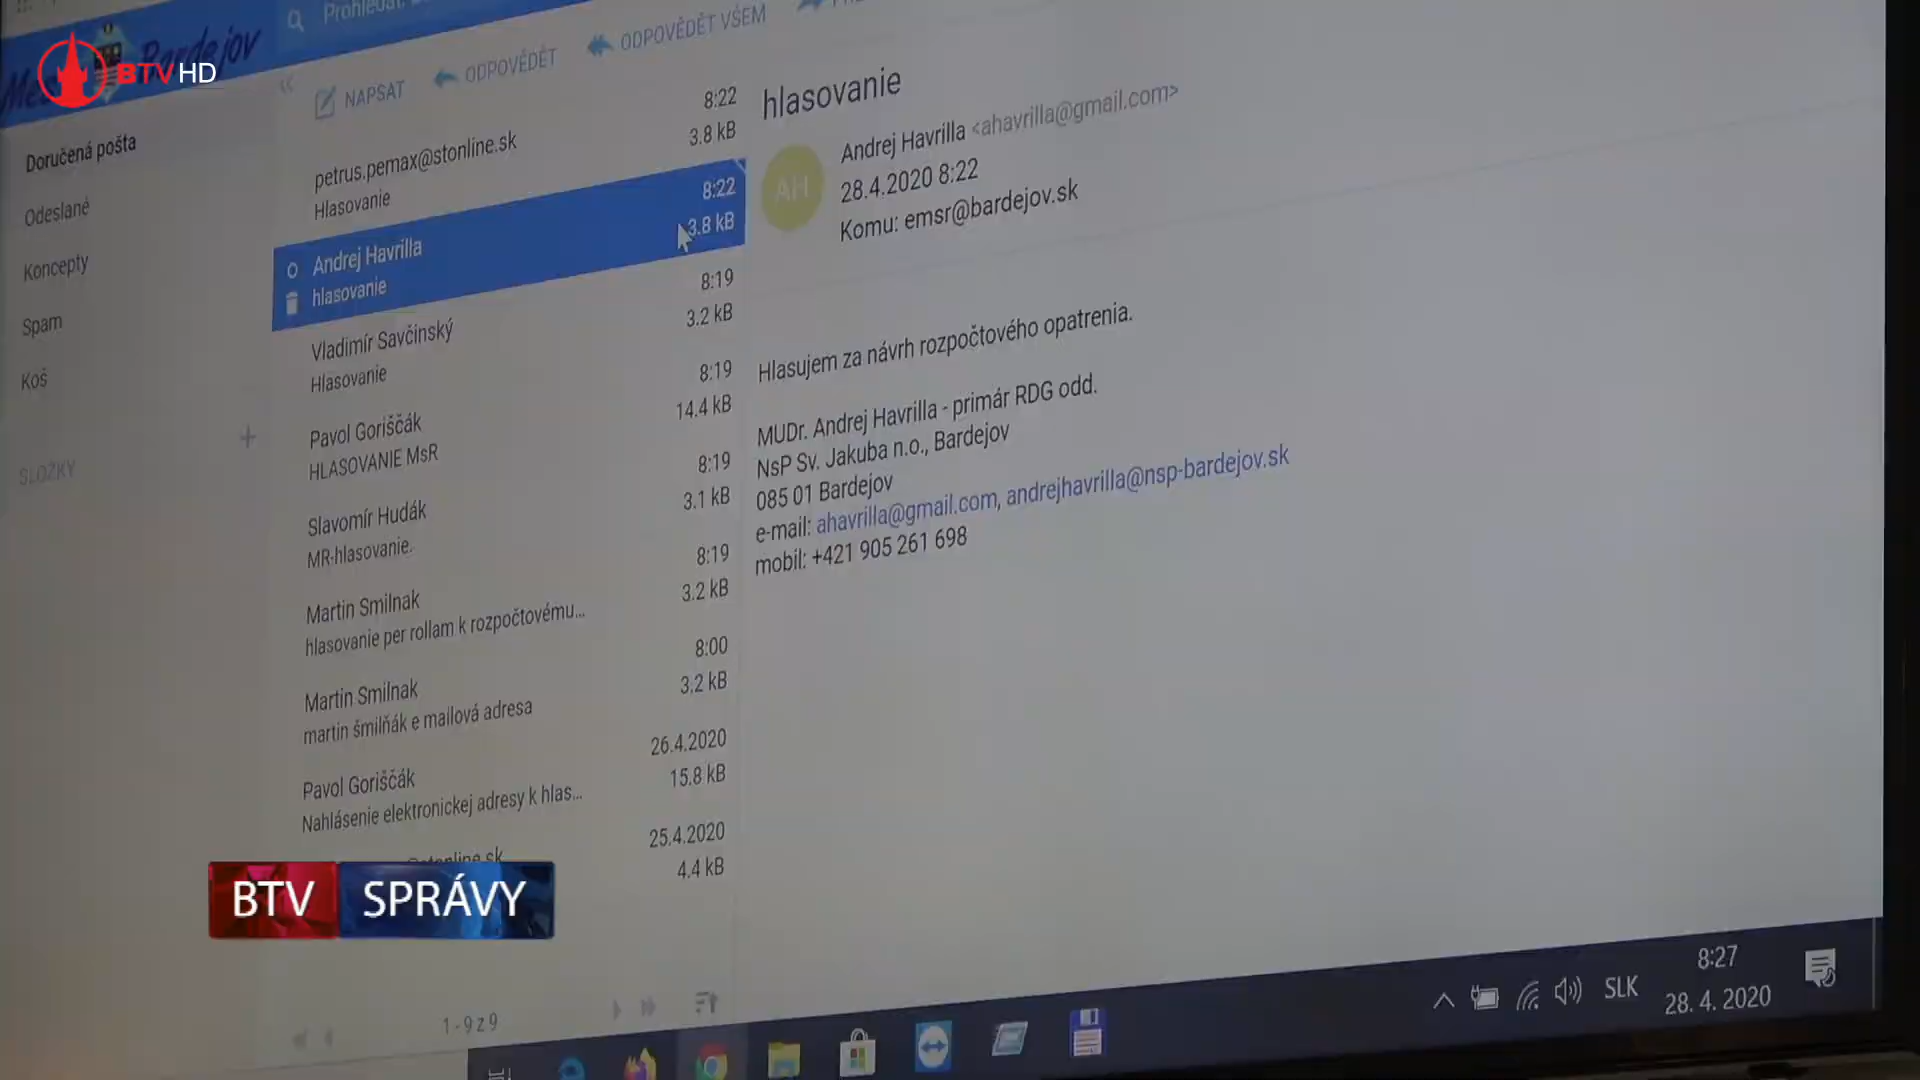 BTV HD
Bardejov
NAPSAT
ODPOVĚDĚT
ODPOVĚDĚT VŠEM
Doručená pošta
Odeslané
Koncepty
Spam
Koš
SLOŽKY
8:22
petrus.pemax@stonline.sk
3.8 kB
Hlasovanie
8:22
Andrej Havrilla
3.8 kB
hlasovanie
8:19
Vladimír Savčinský
3.2 kB
Hlasovanie
8:19
Pavol Goriščák
14.4 kB
HLASOVANIE MsR
8:19
Slavomír Hudák
3.1 kB
MR-hlasovanie.
8:19
Martin Smilnak
3.2 kB
hlasovanie per rollam k rozpočtovému...
8:00
Martin Smilnak
3.2 kB
martin šmilňák e mailová adresa
26.4.2020
Pavol Goriščák
15.8 kB
Nahlásenie elektronickej adresy k hlas...
25.4.2020
4.4 kB
1-9 z 9
hlasovanie
AH
Andrej Havrilla <ahavrilla@gmail.com>
28.4.2020 8:22
Komu: emsr@bardejov.sk
Hlasujem za návrh rozpočtového opatrenia.
MUDr. Andrej Havrilla - primár RDG odd.
NsP Sv. Jakuba n.o., Bardejov
085 01 Bardejov
e-mail: ahavrilla@gmail.com, andrejhavrilla@nsp-bardejov.sk
mobil: +421 905 261 698
BTV SPRÁVY
SLK
8:27
28. 4. 2020